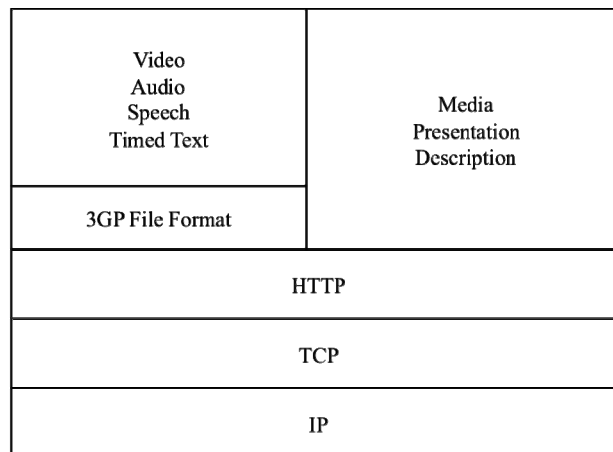 Video
Audio
Speech
Timed Text
Media
Presentation
Description
3GP File Format
HTTP
TCP
IP